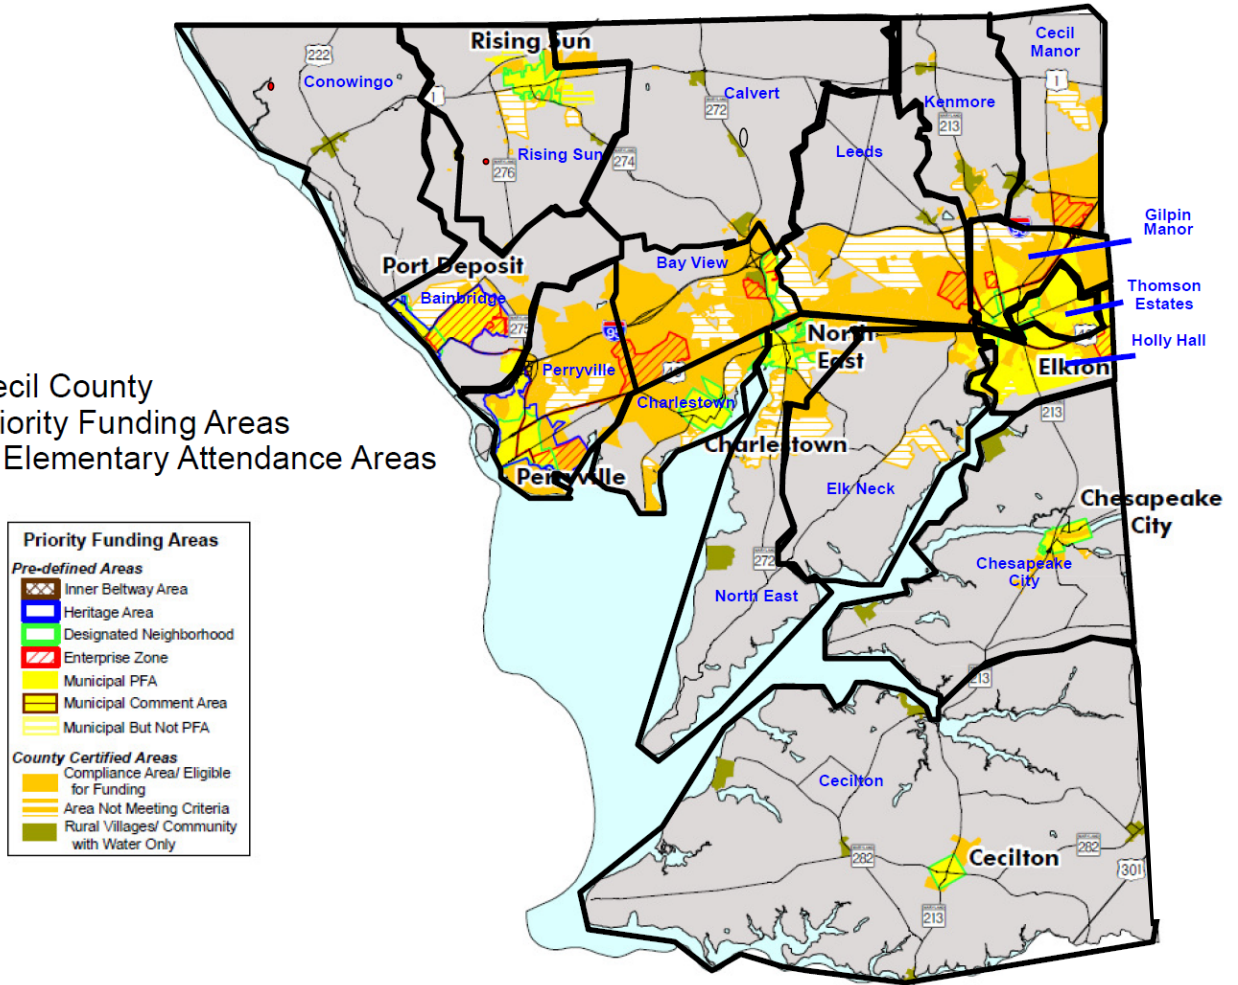 Cecil
Manor
Rising Sun
222
Conowingo
1
1
Calvert
272
Kenmore
213
Leeds
Rising Sun
274
276
Gilpin
Manor
Port Deposit
Bay View
Bainbridge
Thomson
Estates
275
95
North
East
40
Holly Hall
Perryville
40
Elkton
ecil County
riority Funding Areas
Elementary Attendance Areas
Charlestown
213
Charlestown
Perryville
Elk Neck
Chesapeake
City
272
Chesapeake
City
North East
213
Cecilton
282
Cecilton
282
301
213
Priority Funding Areas
Pre-defined Areas
Inner Beltway Area
Heritage Area
Designated Neighborhood
Enterprise Zone
Municipal PFA
Municipal Comment Area
Municipal But Not PFA
County Certified Areas
Compliance Area/ Eligible
for Funding
Area Not Meeting Criteria
Rural Villages/ Community
with Water Only